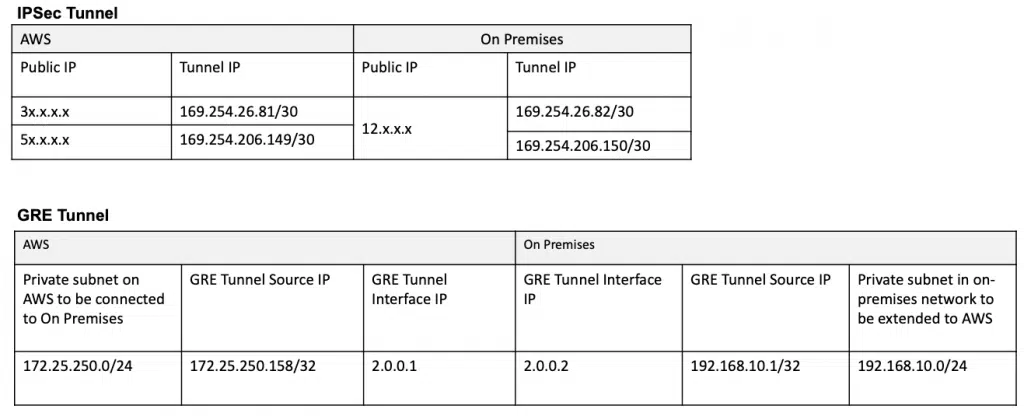 IPSec Tunnel
AWS On Premises
Public IP Tunnel IP Public IP Tunnel IP
3x.x.x.x 169.254.26.81/30 12.x.x.x 169.254.26.82/30
5x.x.x.x 169.254.206.149/30 169.254.206.150/30
GRE Tunnel
AWS On Premises
Private subnet on
AWS to be connected
to On Premises
GRE Tunnel Source IP
GRE Tunnel
Interface IP
GRE Tunnel Interface
IP
GRE Tunnel Source IP
Private subnet in on-
premises network to
be extended to AWS
172.25.250.0/24 172.25.250.158/32 2.0.0.1 2.0.0.2 192.168.10.1/32 192.168.10.0/24